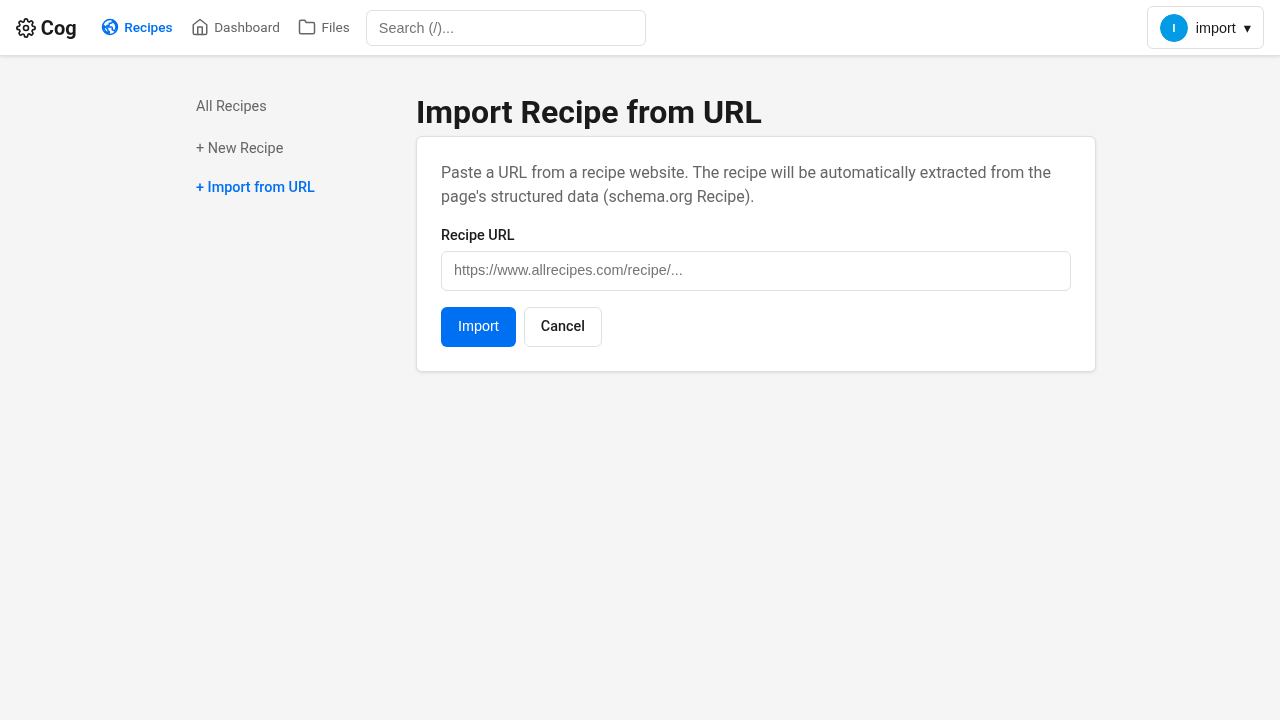 Cog
Recipes
Dashboard
Files
Search (/)...
I
import ▾
All Recipes
+ New Recipe
+ Import from URL
Import Recipe from URL
Paste a URL from a recipe website. The recipe will be automatically extracted from the
page's structured data (schema.org Recipe).
Recipe URL
https://www.allrecipes.com/recipe/...
Import
Cancel